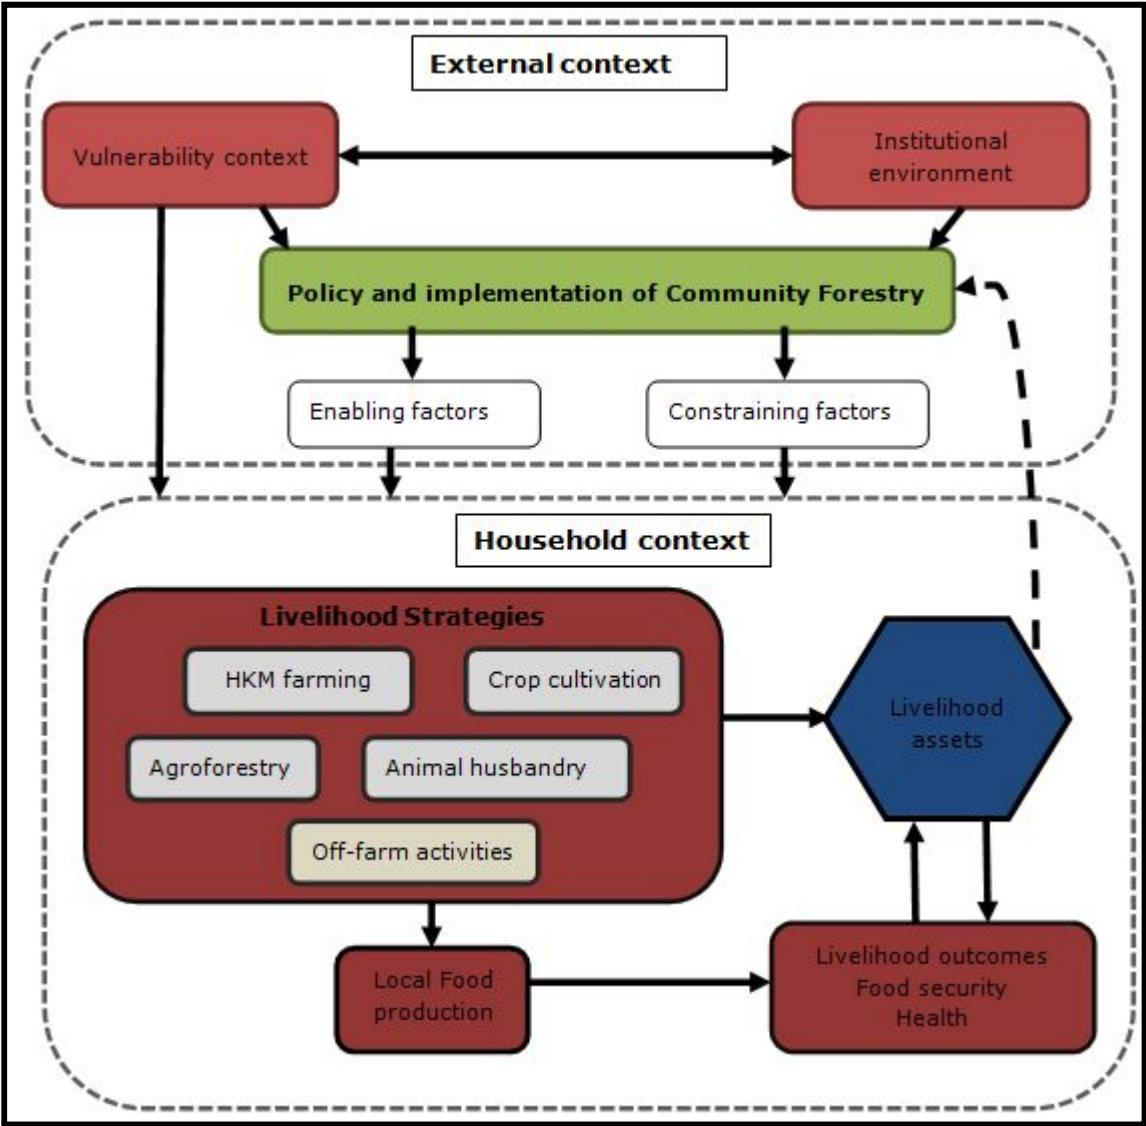 External context
Vulnerability context
Institutional
environment
Policy and implementation of Community Forestry
Enabling factors
Constraining factors
Household context
Livelihood Strategies
HKM farming
Crop cultivation
Agroforestry
Animal husbandry
Off-farm activities
Livelihood
assets
Local Food
production
Livelihood outcomes
Food security
Health